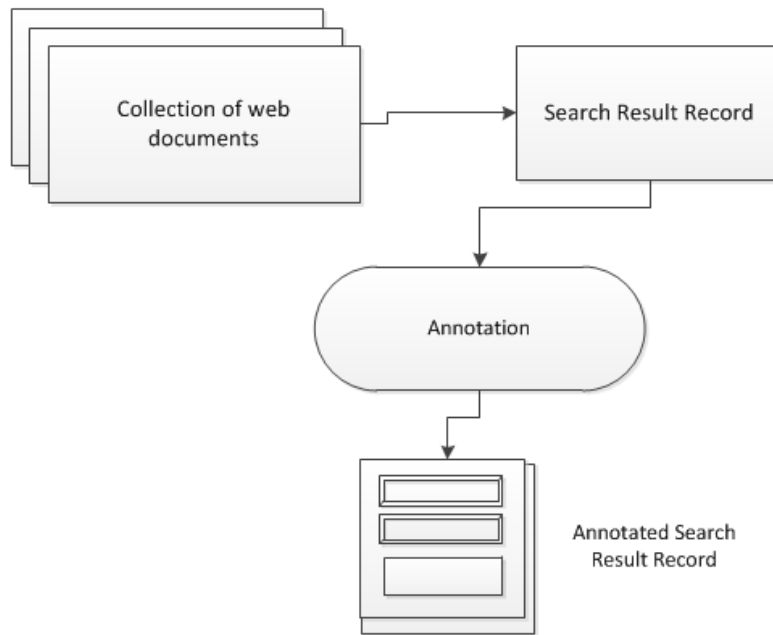 Collection of web
documents
Search Result Record
Annotation
Annotated Search
Result Record